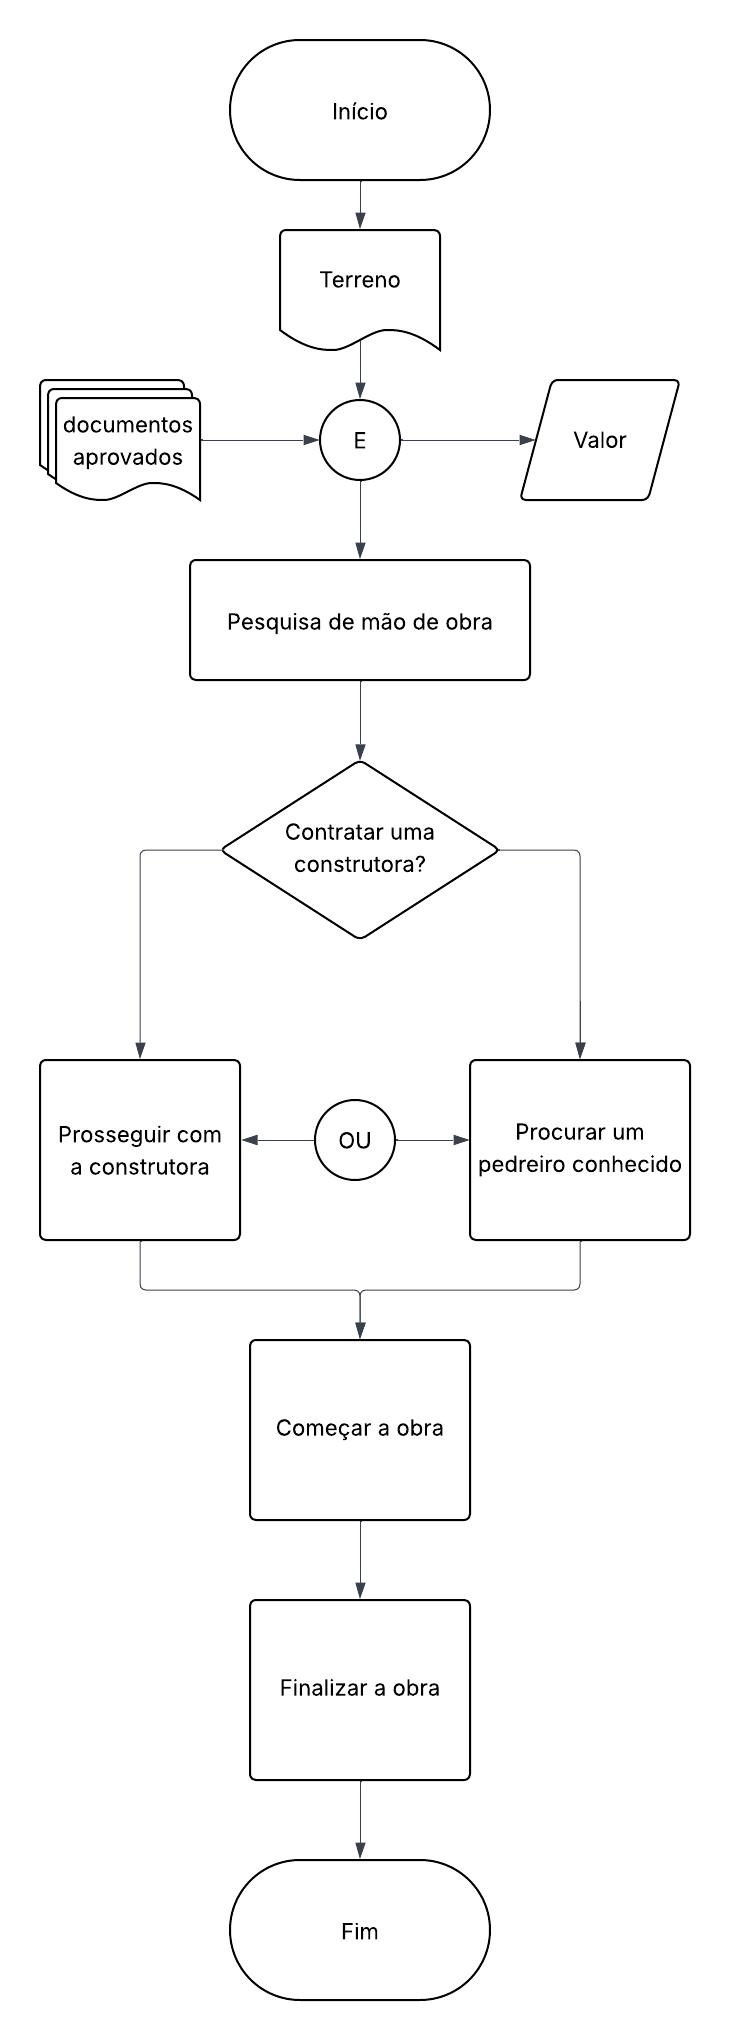 Início
Terreno
documentos
aprovados
E
Valor
Pesquisa de mão de obra
Contratar uma
construtora?
Prosseguir com
a construtora
OU
Procurar um
pedreiro conhecido
Começar a obra
Finalizar a obra
Fim